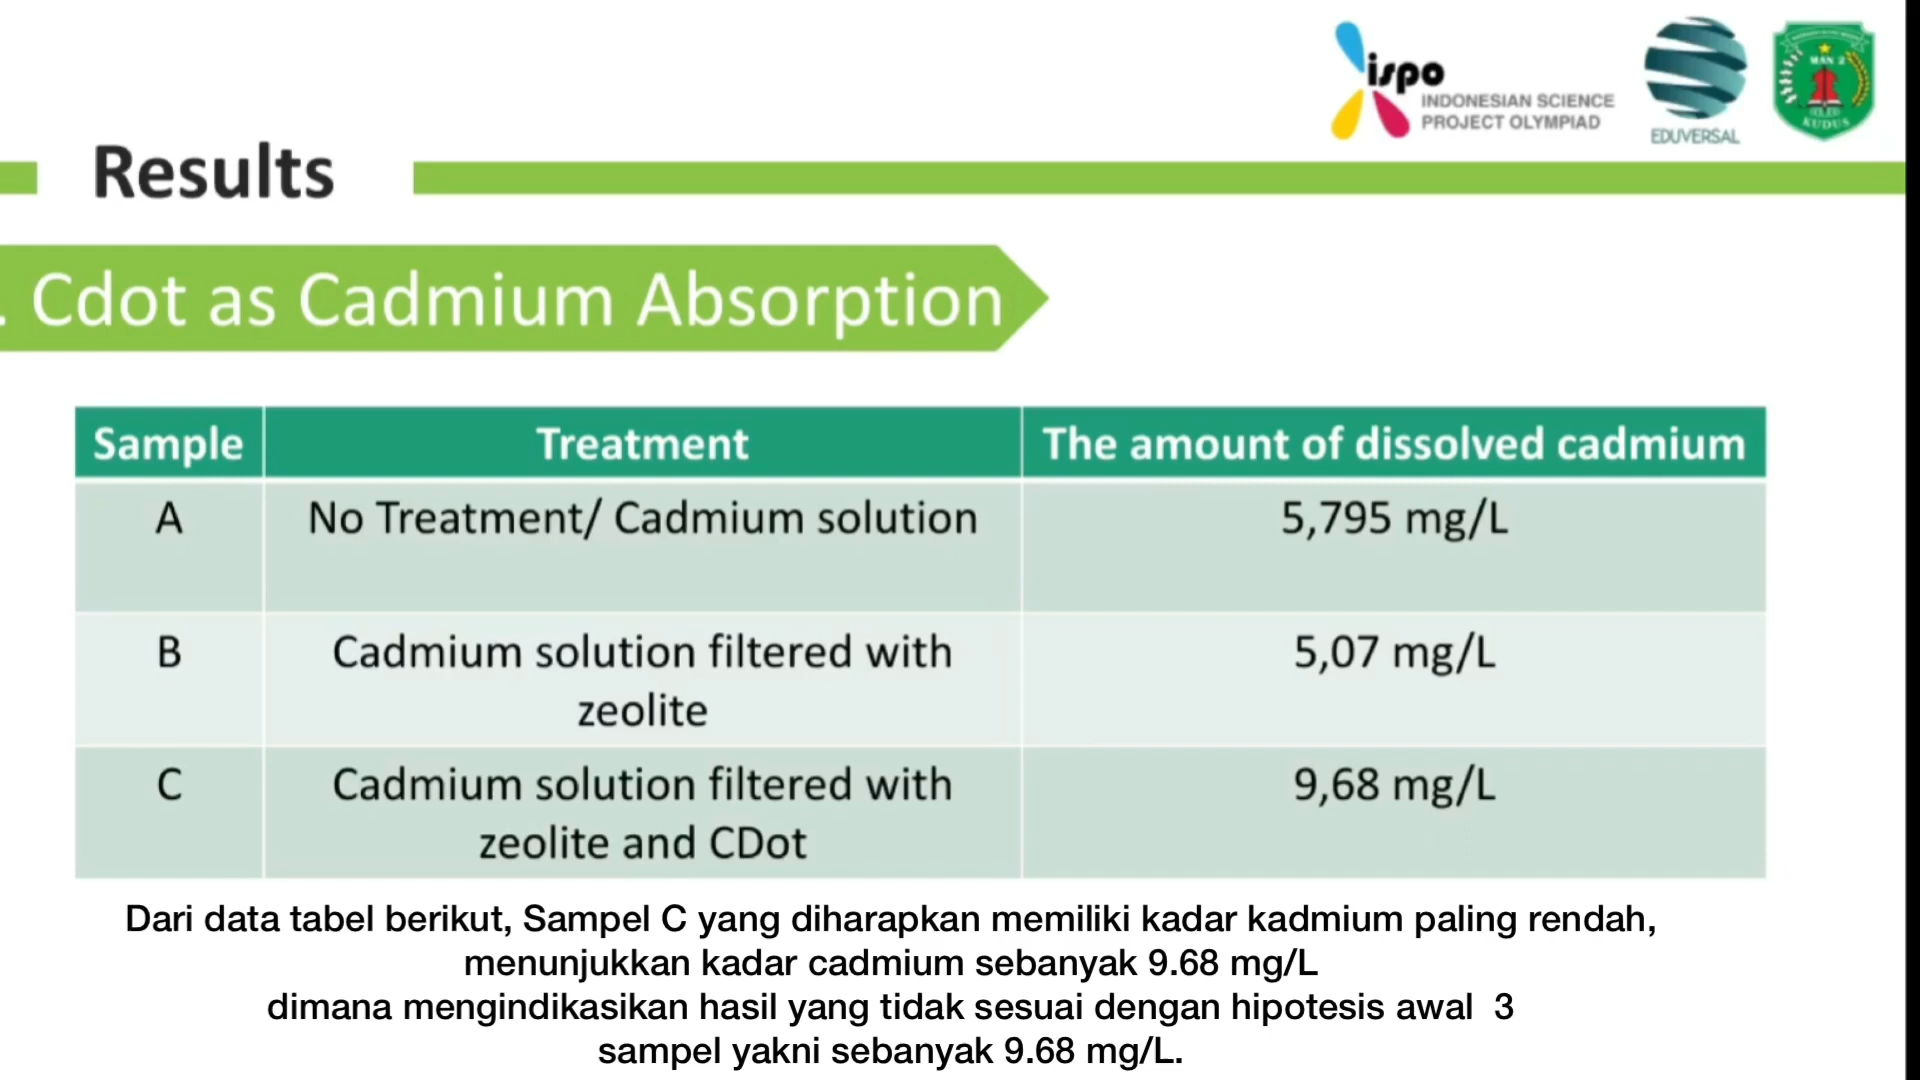 ispo
INDONESIAN SCIENCE
PROJECT OLYMPIAD
EDUVERSAL
MAN 2
KUDUS
Results
. Cdot as Cadmium Absorption
Sample Treatment The amount of dissolved cadmium
A No Treatment/ Cadmium solution 5,795 mg/L
B Cadmium solution filtered with 5,07 mg/L
zeolite
C Cadmium solution filtered with 9,68 mg/L
zeolite and CDot
Dari data tabel berikut, Sampel C yang diharapkan memiliki kadar kadmium paling rendah,
menunjukkan kadar cadmium sebanyak 9.68 mg/L
dimana mengindikasikan hasil yang tidak sesuai dengan hipotesis awal  3
sampel yakni sebanyak 9.68 mg/L.